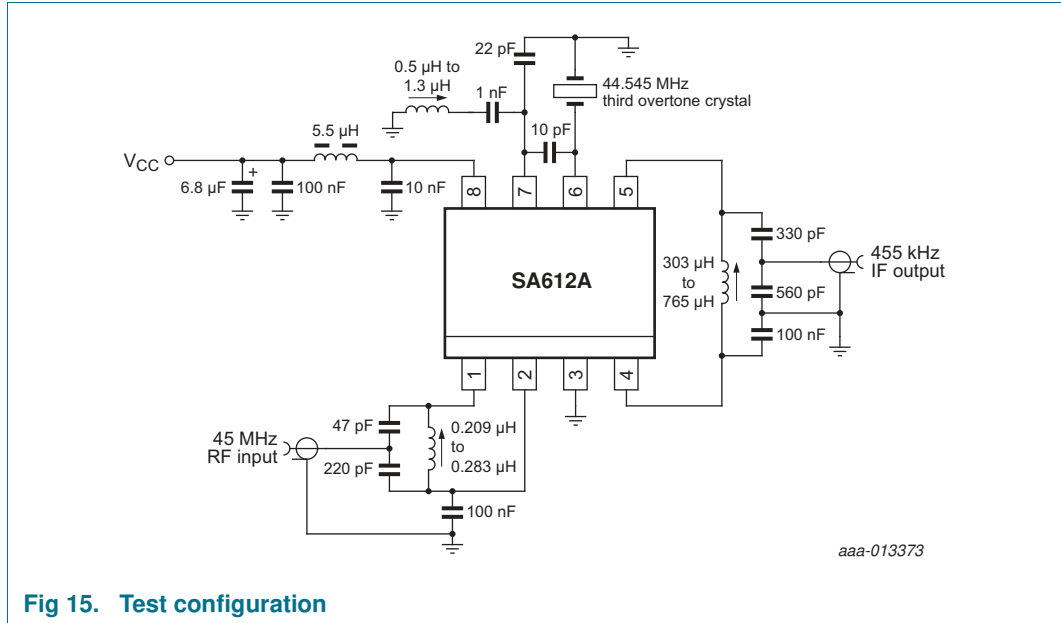 22 pF
0.5 μH to
1.3 μH
1 nF
44.545 MHz
third overtone crystal
5.5 μH
10 pF
VCC
6.8 μF
+
100 nF
10 nF
8
7
6
5
SA612A
330 pF
303 μH
to
765 μH
560 pF
455 kHz
IF output
100 nF
1
2
3
4
47 pF
0.209 μH
to
0.283 μH
45 MHz
RF input
220 pF
100 nF
aaa-013373
Fig 15. Test configuration